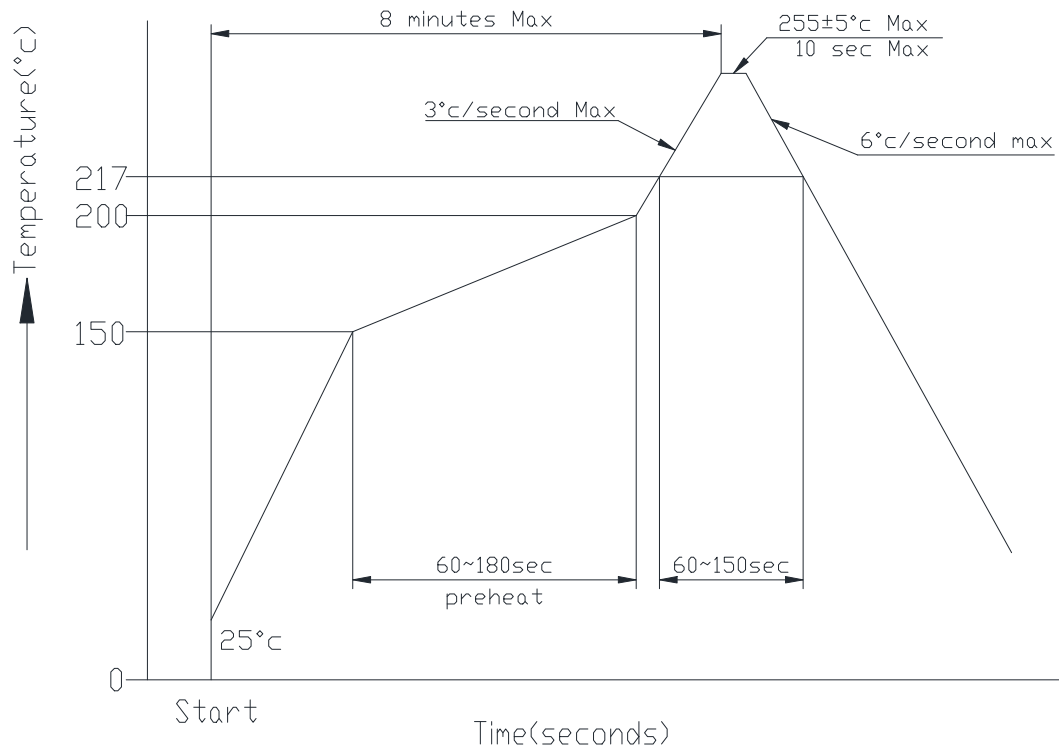 8 minutes Max
255±5°c Max
10 sec Max
Temperature(°c)
3°c/second Max
6°c/second max
217
200
150
60~180sec
preheat
60~150sec
25°c
0
Start
Time(seconds)